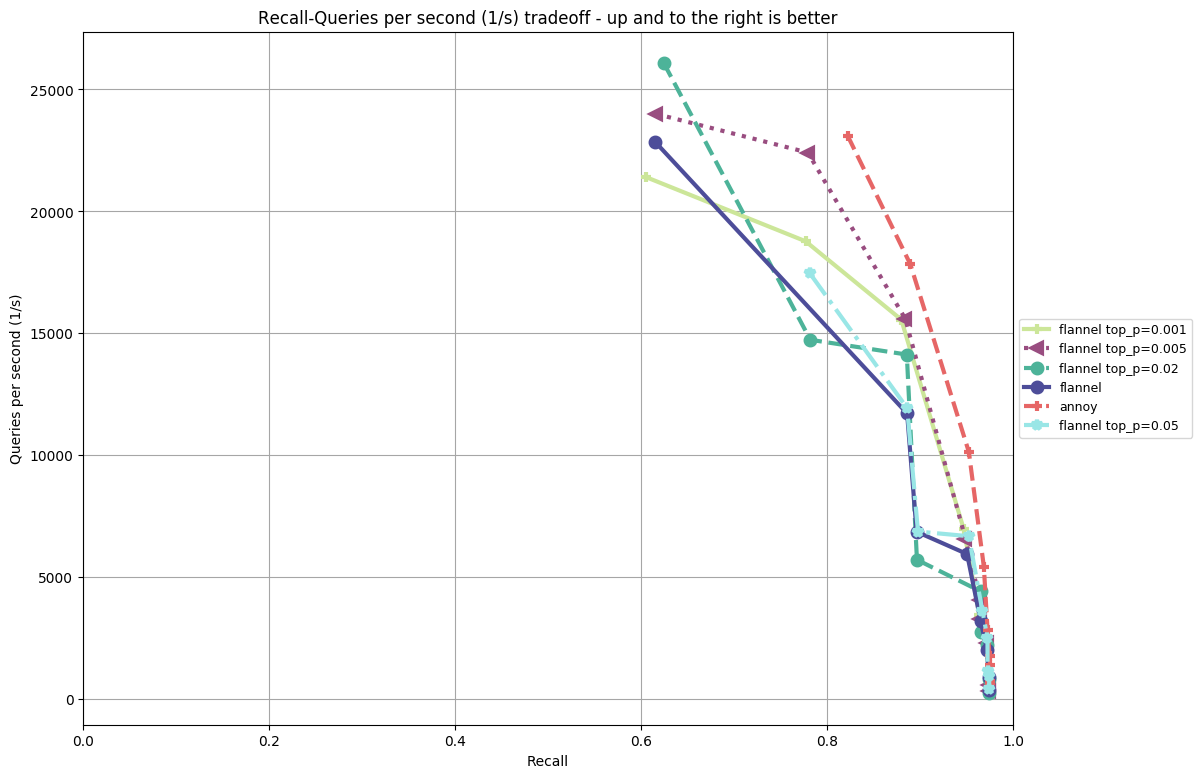 Recall-Queries per second (1/s) tradeoff - up and to the right is better
Queries per second (1/s)
25000
20000
15000
10000
5000
0
0.0
0.2
0.4
0.6
0.8
1.0
Recall
flannel top_p=0.001
flannel top_p=0.005
flannel top_p=0.02
flannel
annoy
flannel top_p=0.05